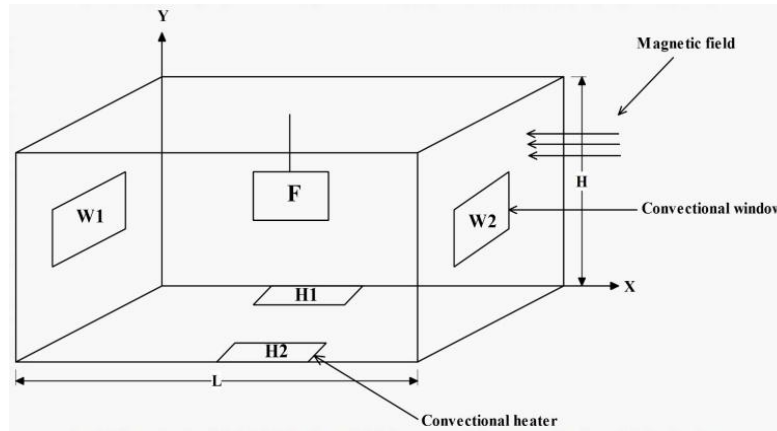 Y
Magnetic field
H
W1
F
W2
Convectional window
H1
X
H2
L
Convectional heater